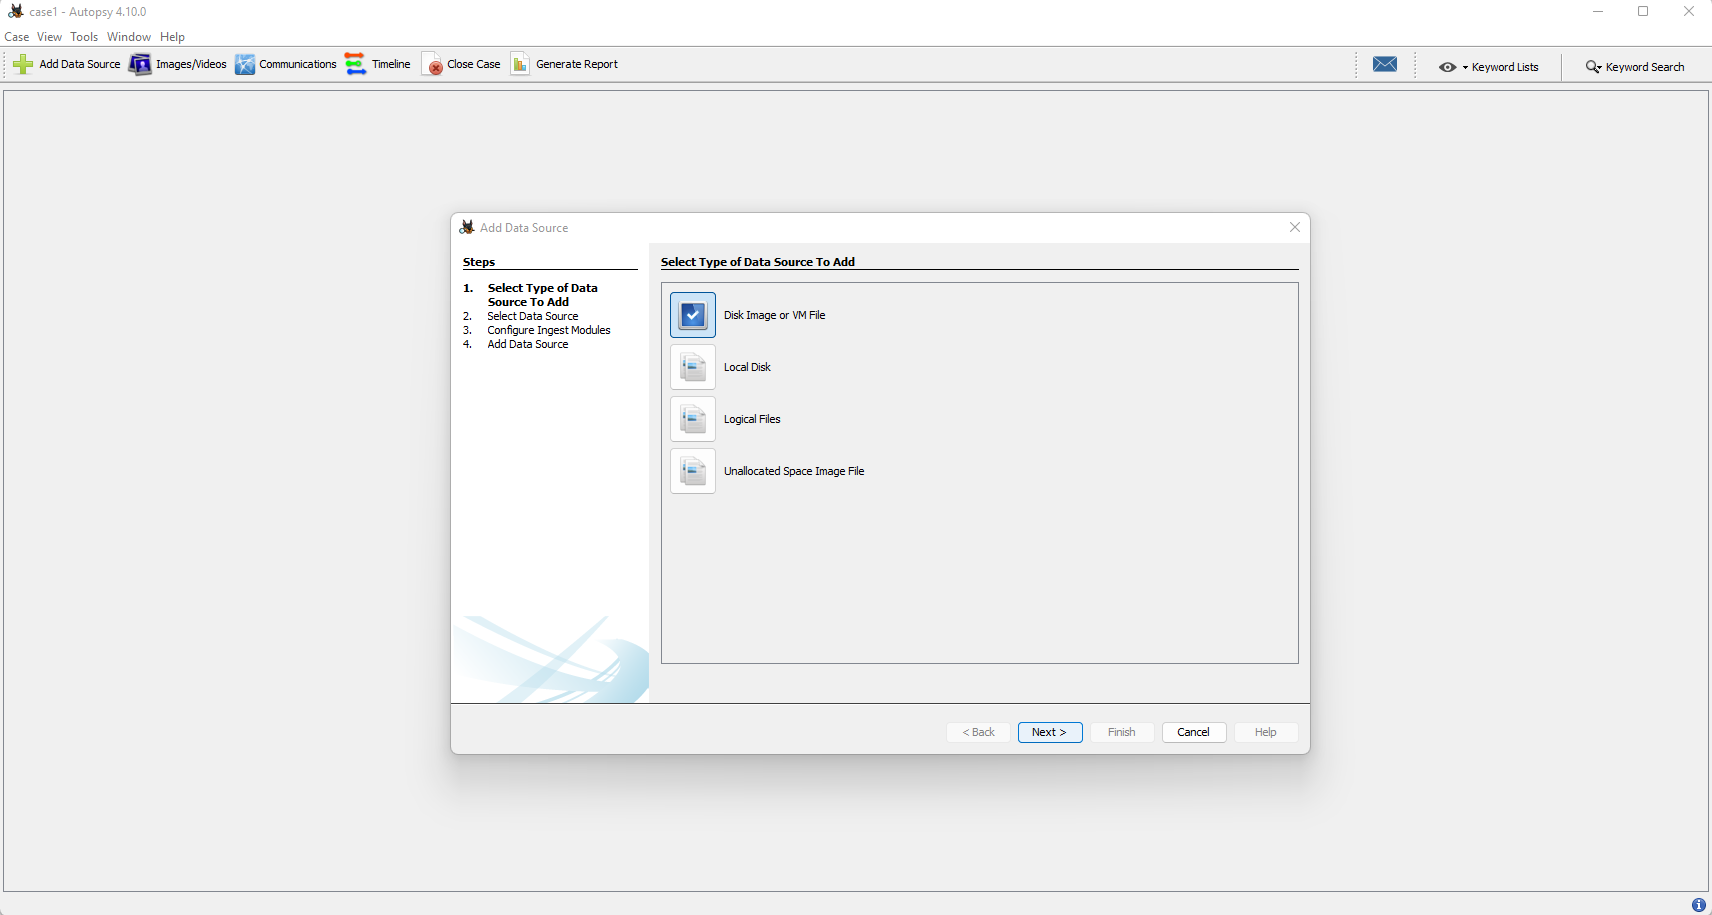 case1 - Autopsy 4.10.0
Case View Tools Window Help
Add Data Source Images/Videos Communications Timeline Close Case Generate Report Keyword Lists Keyword Search
Add Data Source
Steps
1. Select Type of Data
Source To Add
2. Select Data Source
3. Configure Ingest Modules
4. Add Data Source
Select Type of Data Source To Add
Disk Image or VM File
Local Disk
Logical Files
Unallocated Space Image File
< Back Next > Finish Cancel Help